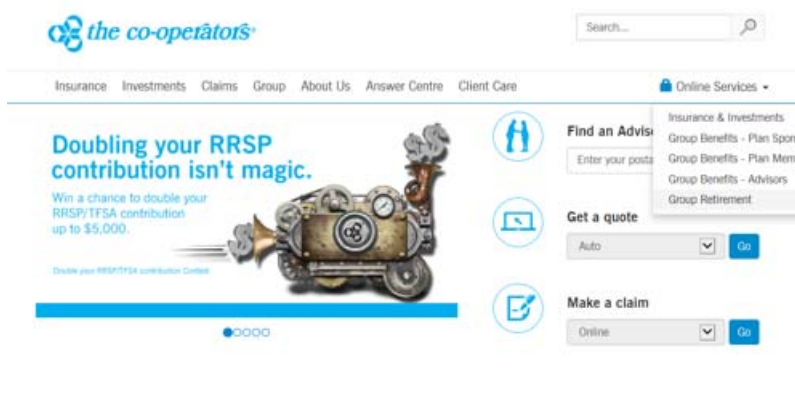 the co-operators®
Search...
Insurance Investments Claims Group About Us Answer Centre Client Care
Online Services
Insurance & Investments
Group Benefits - Plan Spon
Group Benefits - Plan Mem
Group Benefits - Advisors
Group Retirement
Doubling your RRSP
contribution isn't magic.
Win a chance to double your
RRSP/TFSA contribution
up to $5,000.
Double your RRSP/TFSA contribution Contest
Find an Adviso
Enter your posta
Get a quote
Auto
Go
Make a claim
Online
Go